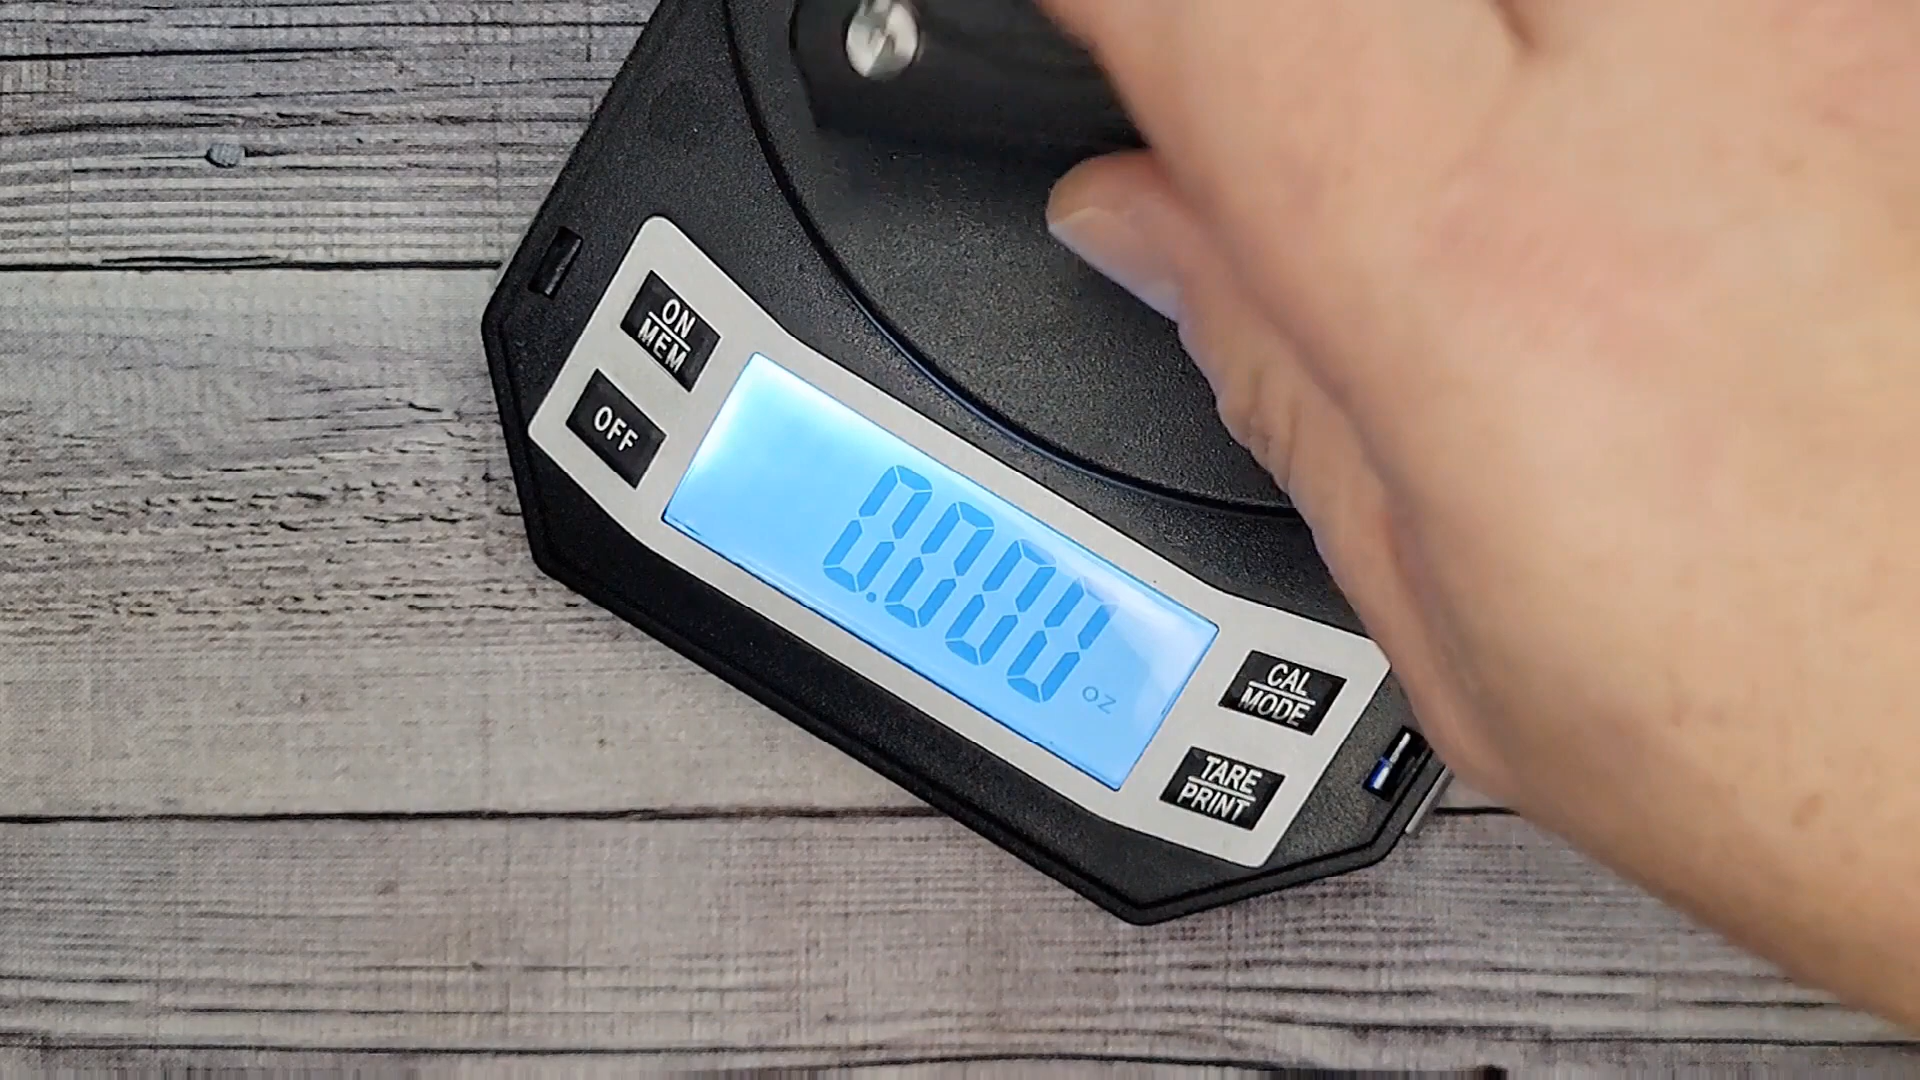 ON
MEM
OFF
0.000 oz
CAL
MODE
TARE
PRINT